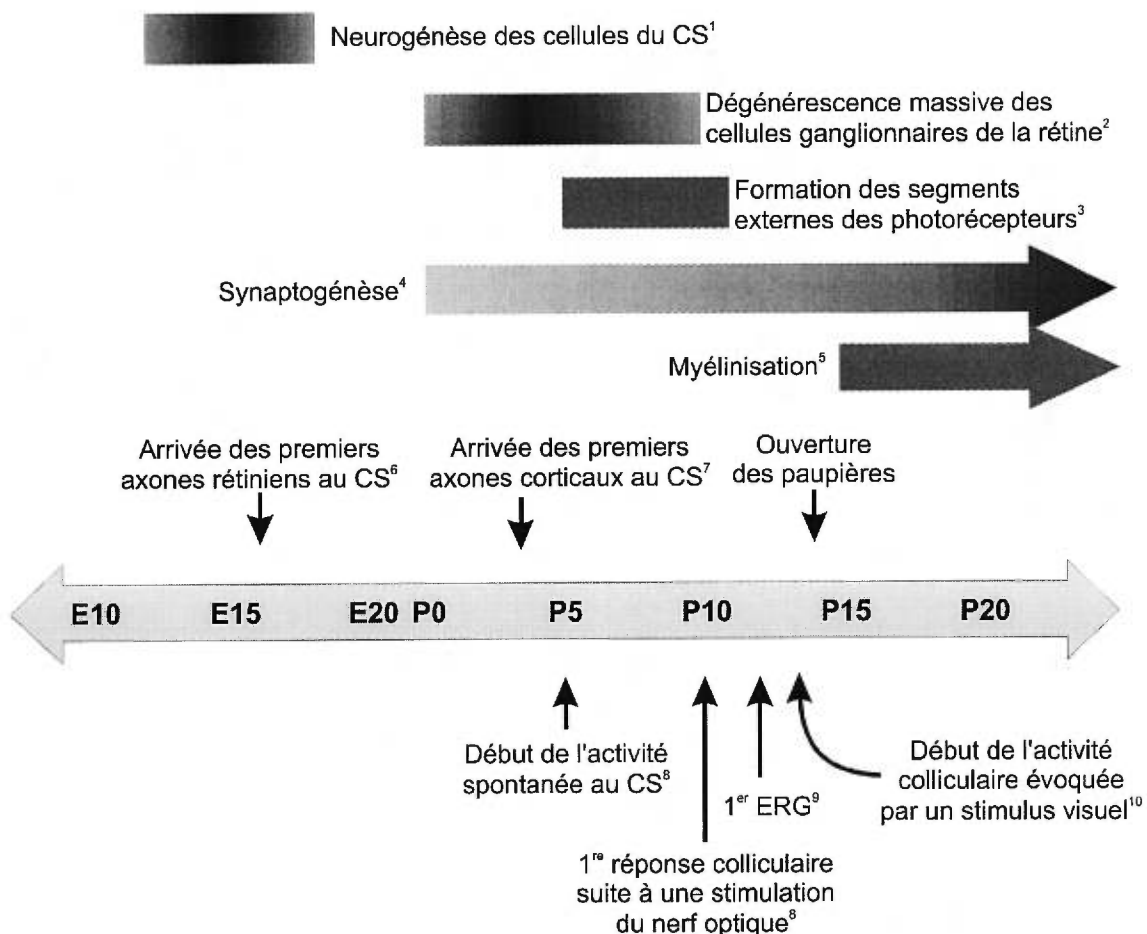 Neurogénèse des cellules du CS¹
Dégénérescence massive des
cellules ganglionnaires de la rétine²
Formation des segments
externes des photorécepteurs³
Synaptogénèse⁴
Myélinisation⁵
Arrivée des premiers
axones rétiniens au CS⁶
Arrivée des premiers
axones corticaux au CS⁷
Ouverture
des paupières
E10 E15 E20 P0 P5 P10 P15 P20
Début de l'activité
spontanée au CS⁸
1re réponse colliculaire
suite à une stimulation
du nerf optique⁸
1er ERG⁹
Début de l'activité
colliculaire évoquée
par un stimulus visuel¹⁰